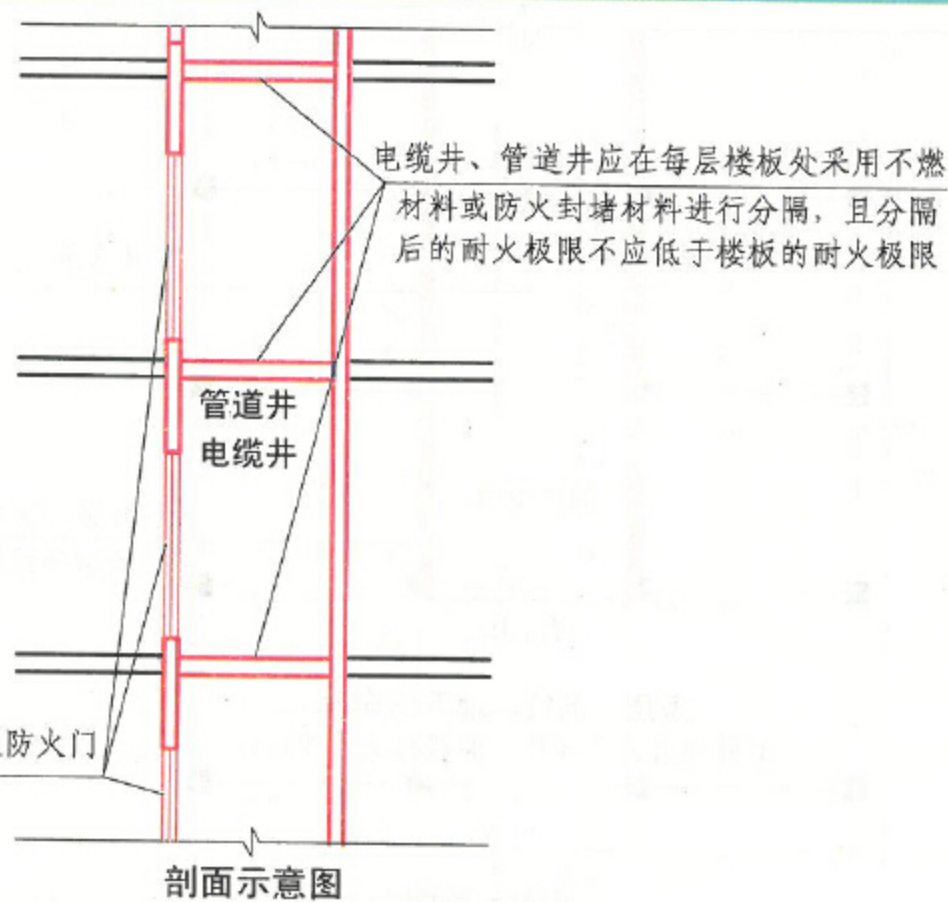 电缆井、管道井应在每层楼板处采用不燃
材料或防火封堵材料进行分隔，且分隔
后的耐火极限不应低于楼板的耐火极限
管道井
电缆井
防火门
剖面示意图